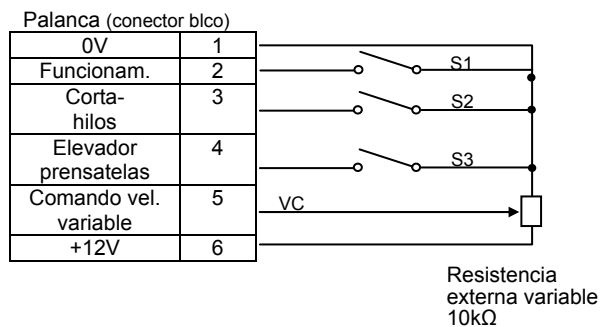 Palanca (conector blco)
0V 1
Funcionam. 2
Corta-
hilos 3
Elevador
prensatelas 4
Comando vel.
variable 5
+12V 6
S1
S2
S3
VC
Resistencia
externa variable
10kΩ